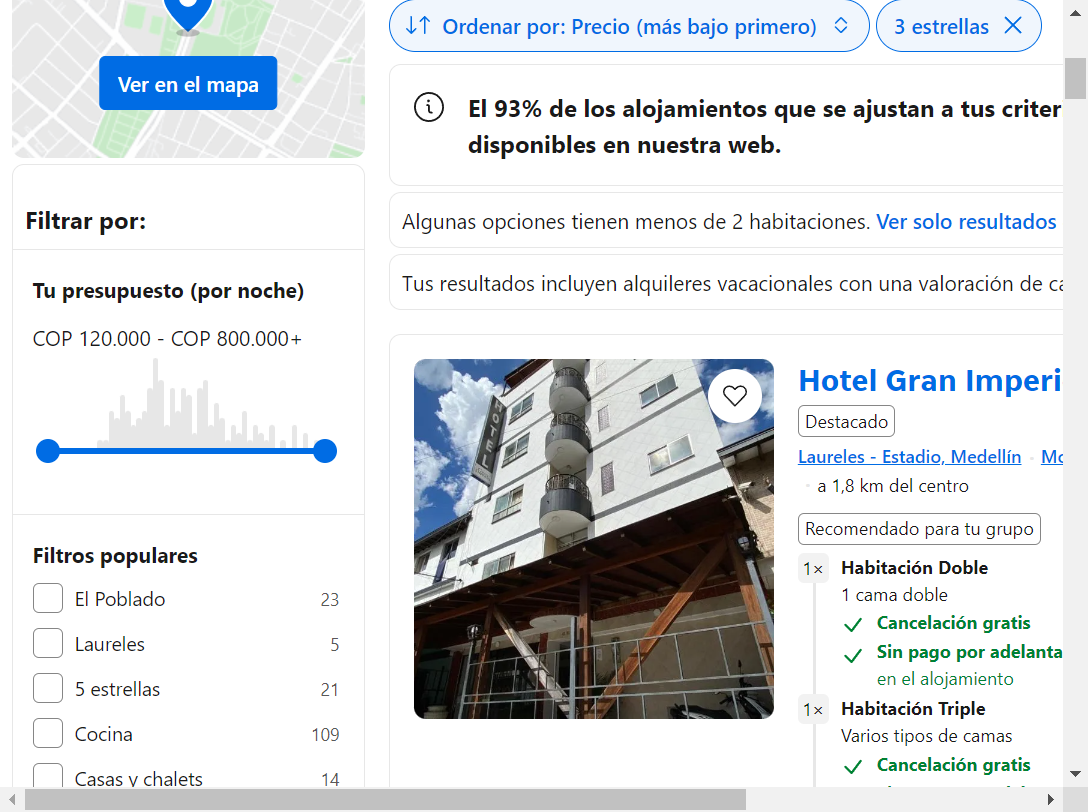 Ver en el mapa
Filtrar por:
Tu presupuesto (por noche)
COP 120.000 - COP 800.000+
Filtros populares
El Poblado 23
Laureles 5
5 estrellas 21
Cocina 109
Casas y chalets 14
Ordenar por: Precio (más bajo primero)
3 estrellas
El 93% de los alojamientos que se ajustan a tus criter
disponibles en nuestra web.
Algunas opciones tienen menos de 2 habitaciones. Ver solo resultados
Tus resultados incluyen alquileres vacacionales con una valoración de ca
HOTEL
Hotel Gran Imperi
Destacado
Laureles - Estadio, Medellín Mo
a 1,8 km del centro
Recomendado para tu grupo
1× Habitación Doble
1 cama doble
Cancelación gratis
Sin pago por adelanta
en el alojamiento
1× Habitación Triple
Varios tipos de camas
Cancelación gratis